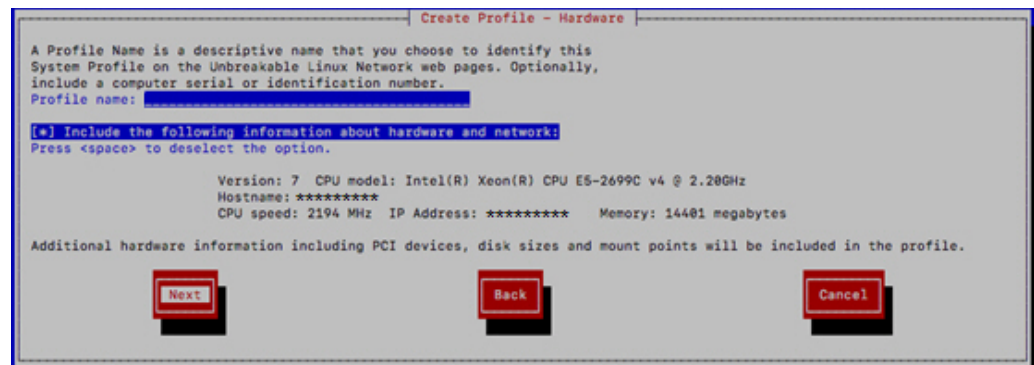 Create Profile - Hardware
A Profile Name is a descriptive name that you choose to identify this
System Profile on the Unbreakable Linux Network web pages. Optionally,
include a computer serial or identification number.
Profile name:
[*] Include the following information about hardware and network:
Press <space> to deselect the option.
Version: 7 CPU model: Intel(R) Xeon(R) CPU E5-2699C v4 @ 2.20GHz
Hostname: *********
CPU speed: 2194 MHz IP Address: ********* Memory: 14401 megabytes
Additional hardware information including PCI devices, disk sizes and mount points will be included in the profile.
Next Back Cancel